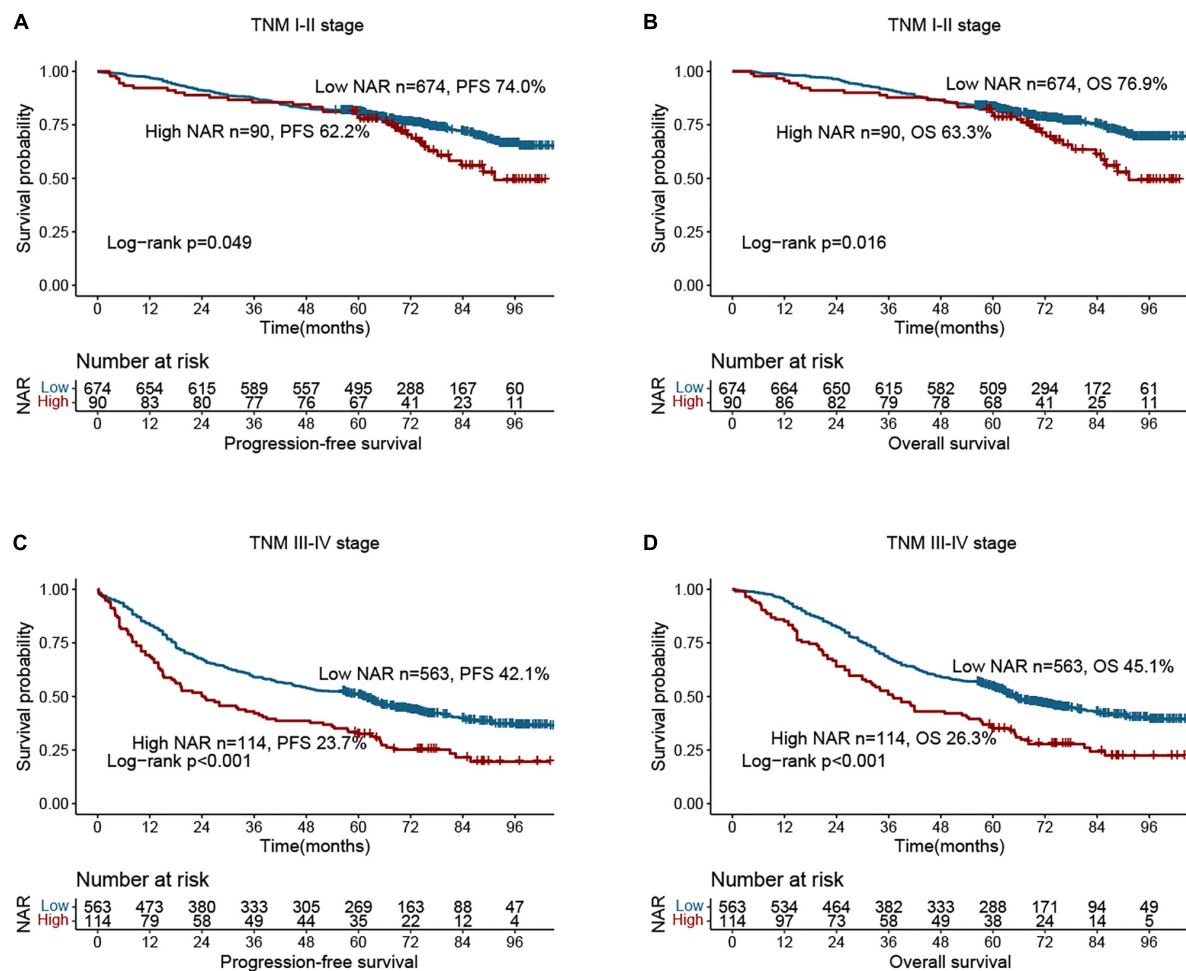 A
TNM I-II stage
1.00
0.75
0.50
0.25
0.00
Survival probability
Low NAR n=674, PFS 74.0%
High NAR n=90, PFS 62.2%
Log-rank p=0.049
0 12 24 36 48 60 72 84 96
Time(months)
Number at risk
NAR
Low 674 654 615 589 557 495 288 167 60
High 90 83 80 77 76 67 41 23 11
0 12 24 36 48 60 72 84 96
Progression-free survival
B
TNM I-II stage
1.00
0.75
0.50
0.25
0.00
Survival probability
Low NAR n=674, OS 76.9%
High NAR n=90, OS 63.3%
Log-rank p=0.016
0 12 24 36 48 60 72 84 96
Time(months)
Number at risk
NAR
Low 674 664 650 615 582 509 294 172 61
High 90 86 82 79 78 68 41 25 11
0 12 24 36 48 60 72 84 96
Overall survival
C
TNM III-IV stage
1.00
0.75
0.50
0.25
0.00
Survival probability
Low NAR n=563, PFS 42.1%
High NAR n=114, PFS 23.7%
Log-rank p<0.001
0 12 24 36 48 60 72 84 96
Time(months)
Number at risk
NAR
Low 563 473 380 333 305 269 163 88 47
High 114 79 58 49 44 35 22 12 4
0 12 24 36 48 60 72 84 96
Progression-free survival
D
TNM III-IV stage
1.00
0.75
0.50
0.25
0.00
Survival probability
Low NAR n=563, OS 45.1%
High NAR n=114, OS 26.3%
Log-rank p<0.001
0 12 24 36 48 60 72 84 96
Time(months)
Number at risk
NAR
Low 563 534 464 382 333 288 171 94 49
High 114 97 73 58 49 38 24 14 5
0 12 24 36 48 60 72 84 96
Overall survival